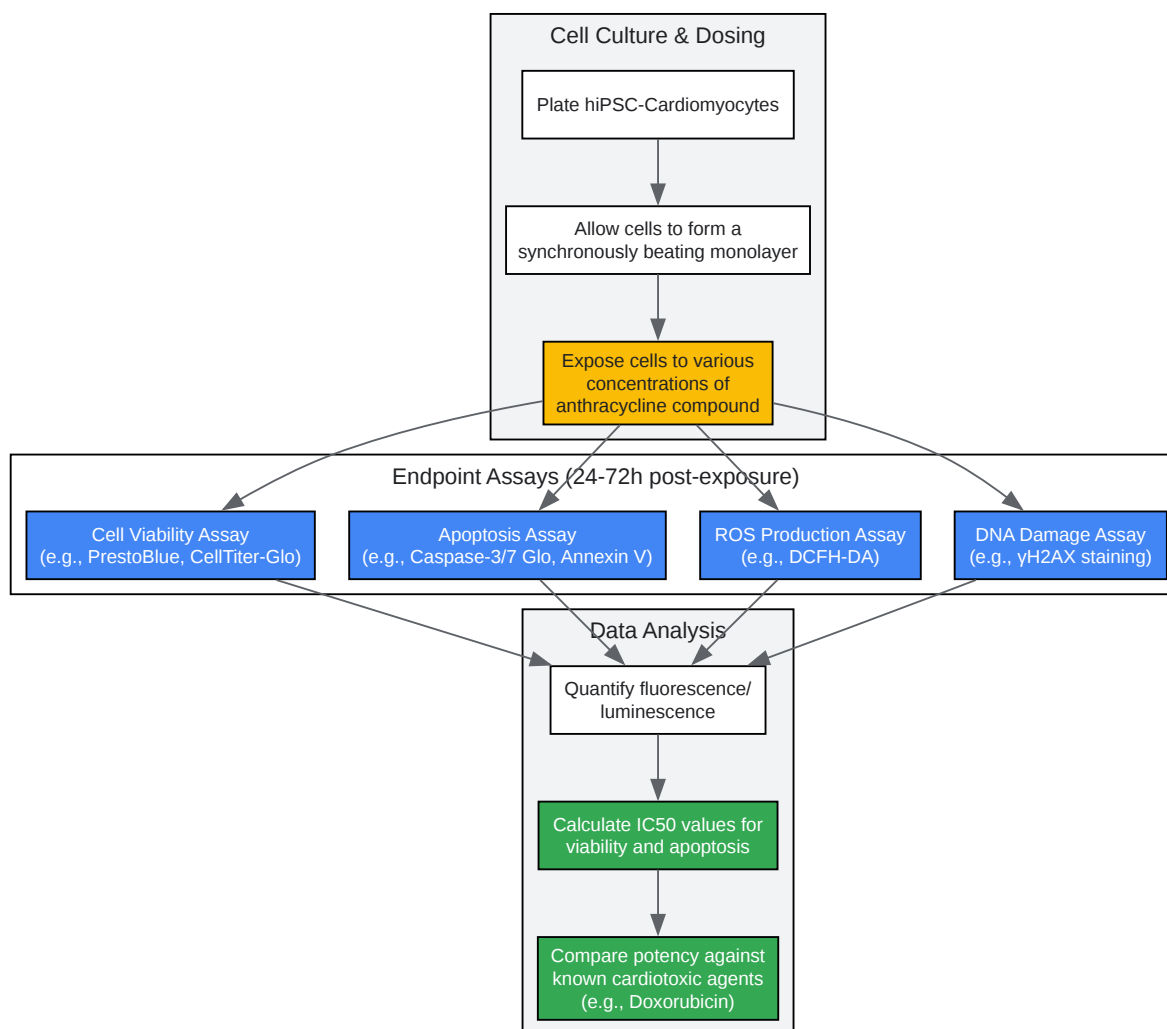 Cell Culture & Dosing
Plate hiPSC-Cardiomyocytes
Allow cells to form a
synchronously beating monolayer
Expose cells to various
concentrations of
anthracycline compound
Endpoint Assays (24-72h post-exposure)
Cell Viability Assay
(e.g., PrestoBlue, CellTiter-Glo)
Apoptosis Assay
(e.g., Caspase-3/7 Glo, Annexin V)
ROS Production Assay
(e.g., DCFH-DA)
DNA Damage Assay
(e.g., γH2AX staining)
Data Analysis
Quantify fluorescence/
luminescence
Calculate IC50 values for
viability and apoptosis
Compare potency against
known cardiotoxic agents
(e.g., Doxorubicin)